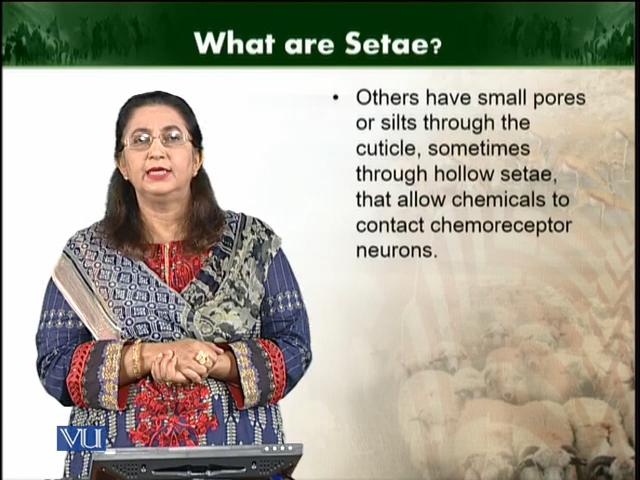 What are Setae?
• Others have small pores
or silts through the
cuticle, sometimes
through hollow setae,
that allow chemicals to
contact chemoreceptor
neurons.
VU